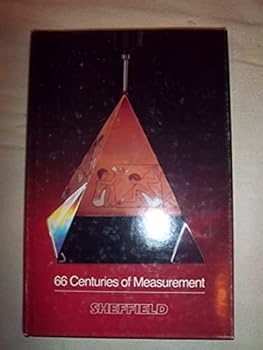 66 Centuries of Measurement
SHEFFIELD